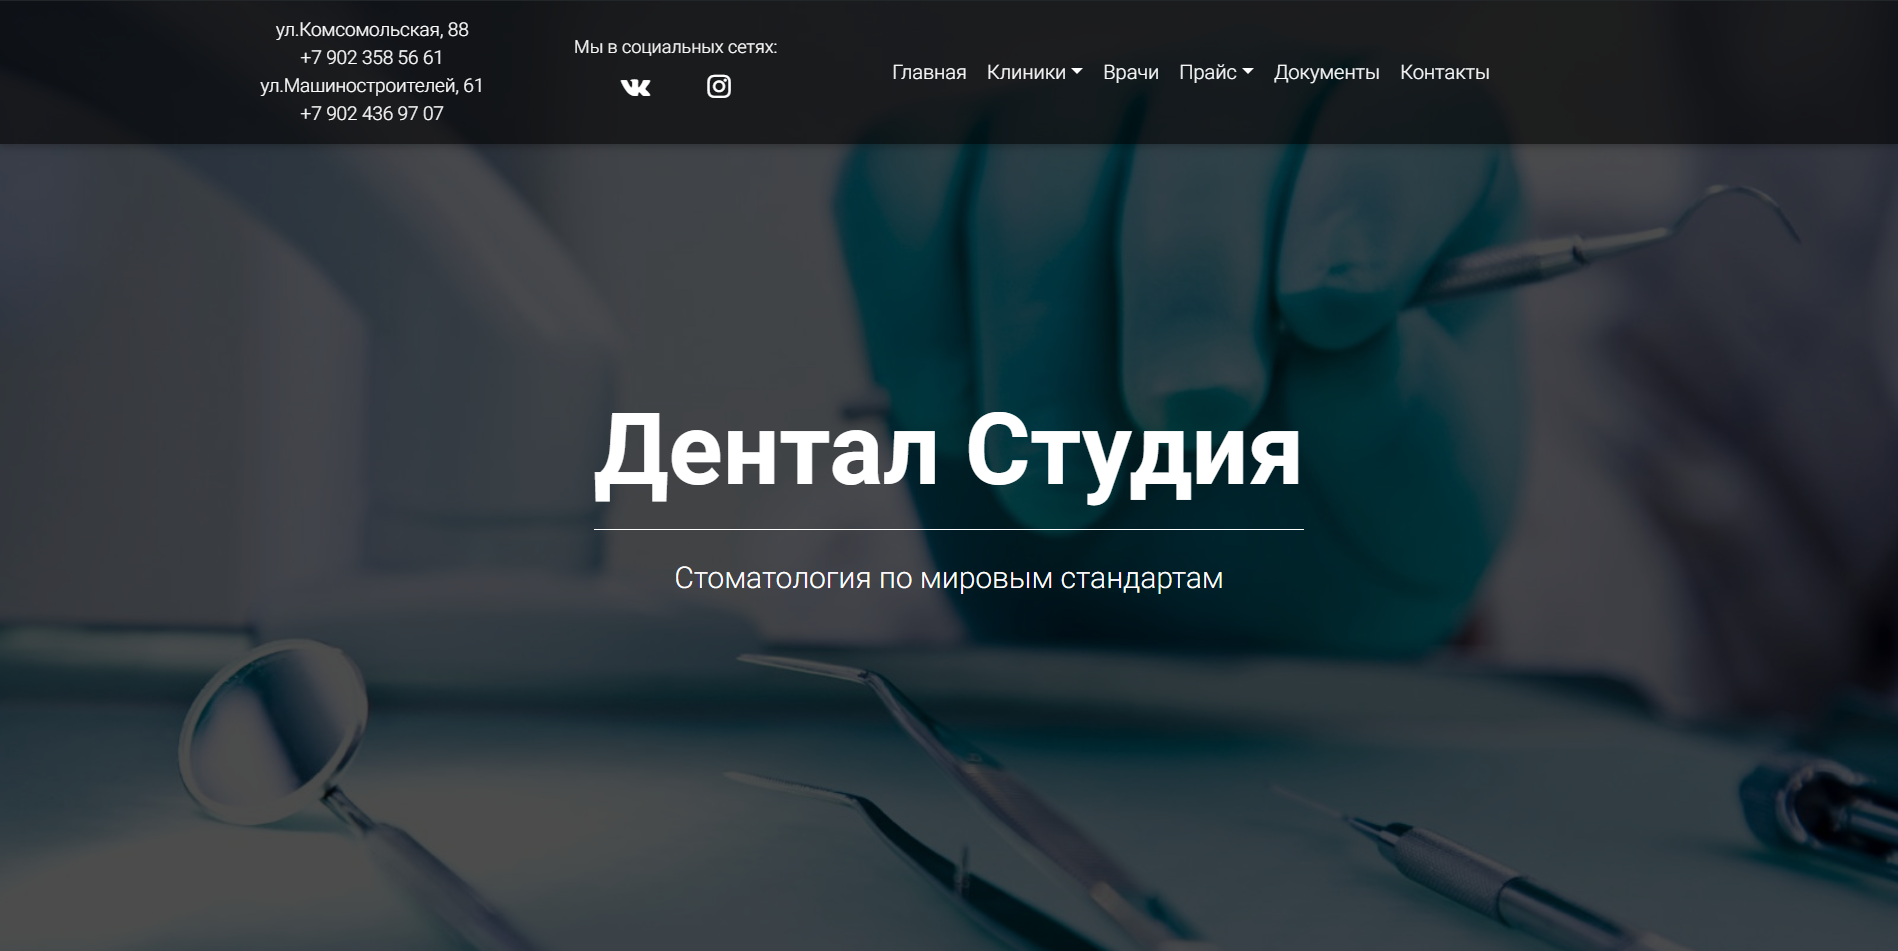 ул.Комсомольская, 88
+7 902 358 56 61
ул.Машиностроителей, 61
+7 902 436 97 07
Мы в социальных сетях:
Главная Клиники Врачи Прайс Документы Контакты
Дентал Студия
Стоматология по мировым стандартам